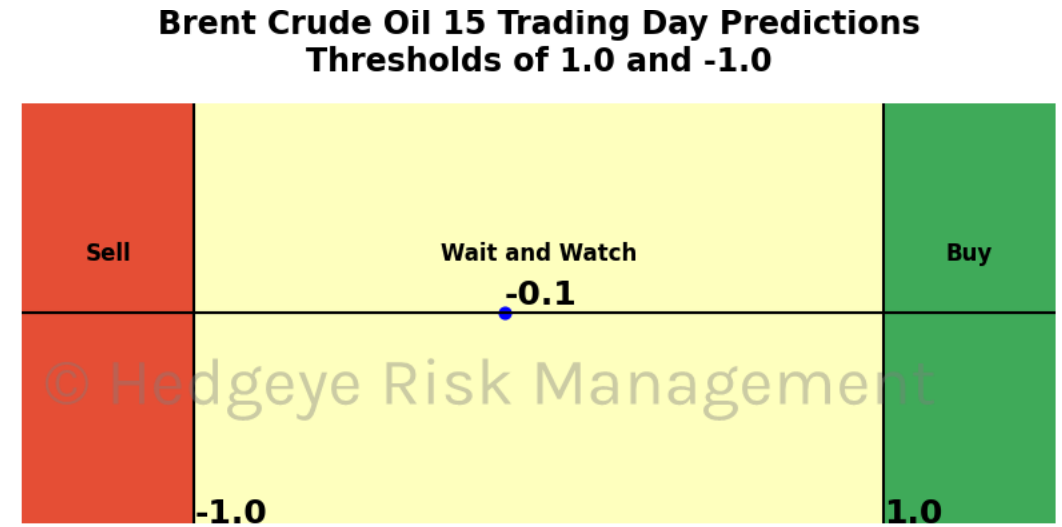 Brent Crude Oil 15 Trading Day Predictions
Thresholds of 1.0 and -1.0
Sell
Wait and Watch
Buy
-0.1
© Hedgeye Risk Management
-1.0
1.0